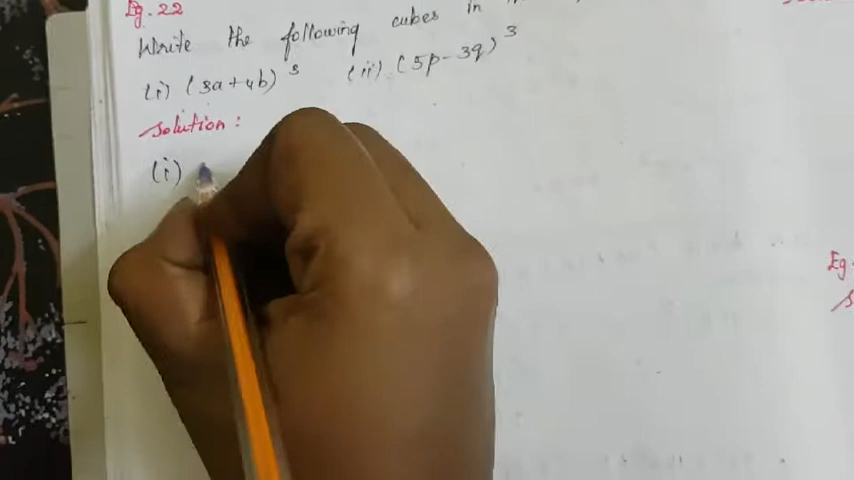 Eg. 22
Write the following cubes in
(i) (3a+4b)³ (ii) (5p-3q)³
Solution:
(i)
Eg